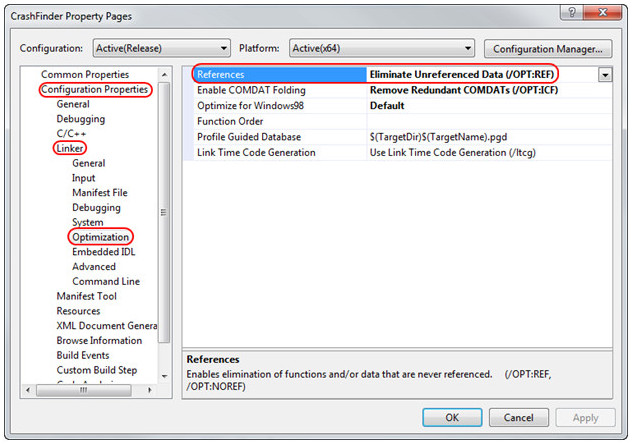 CrashFinder Property Pages
Configuration: Active(Release) Platform: Active(x64) Configuration Manager...
Common Properties
Configuration Properties
General
Debugging
C/C++
Linker
General
Input
Manifest File
Debugging
System
Optimization
Embedded IDL
Advanced
Command Line
Manifest Tool
Resources
XML Document Genera
Browse Information
Build Events
Custom Build Step
References Eliminate Unreferenced Data (/OPT:REF)
Enable COMDAT Folding Remove Redundant COMDATs (/OPT:ICF)
Optimize for Windows98 Default
Function Order
Profile Guided Database $(TargetDir)$(TargetName).pgd
Link Time Code Generation Use Link Time Code Generation (/ltcg)
References
Enables elimination of functions and/or data that are never referenced. (/OPT:REF,
/OPT:NOREF)
OK Cancel Apply